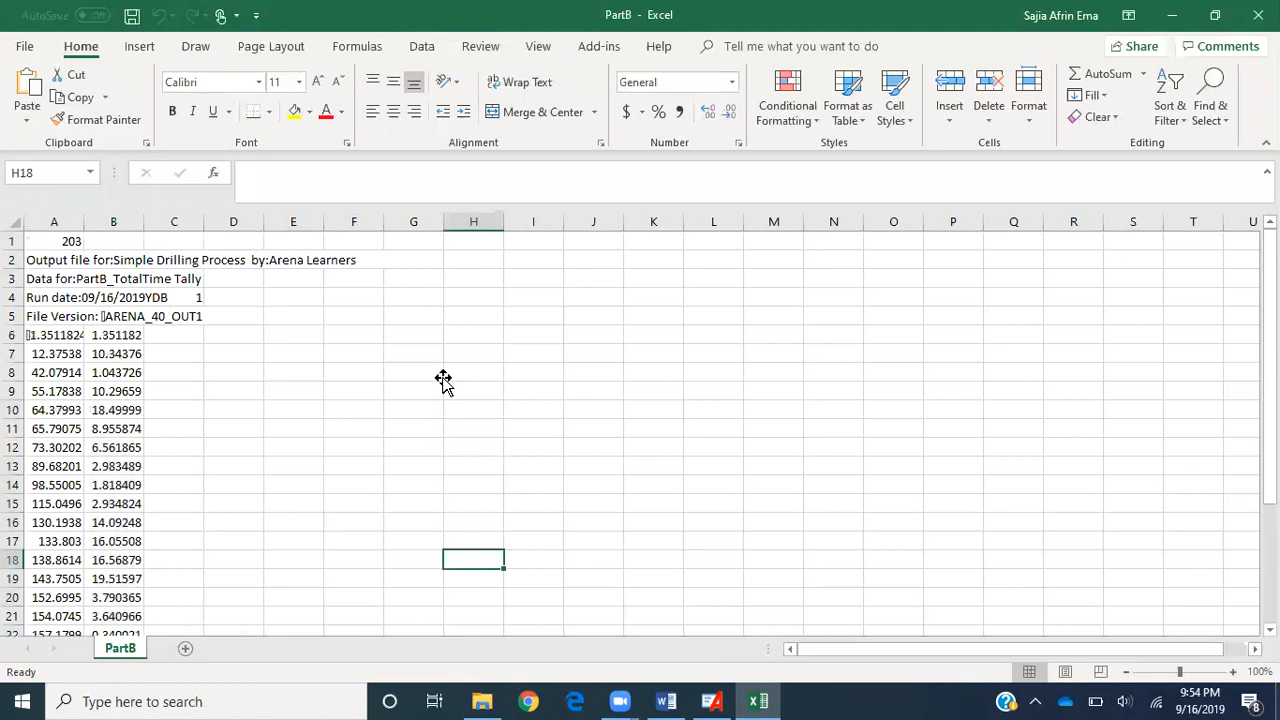 AutoSave Off PartB - Excel Sajia Afrin Ema
File Home Insert Draw Page Layout Formulas Data Review View Add-ins Help Tell me what you want to do Share Comments
Paste Cut Copy Format Painter
Clipboard
Calibri 11
B I U
Font
Wrap Text
Merge & Center
Alignment
General
$ % ,
Number
Conditional Formatting
Format as Table
Cell Styles
Styles
Insert Delete Format
Cells
AutoSum
Fill
Clear
Sort & Filter
Find & Select
Editing
H18 fx
A B C D E F G H I J K L M N O P Q R S T U
1 203
2 Output file for:Simple Drilling Process by:Arena Learners
3 Data for:PartB_TotalTime Tally
4 Run date:09/16/2019YDB 1
5 File Version: ARENA_40_OUT1
6 1.3511824 1.351182
7 12.37538 10.34376
8 42.07914 1.043726
9 55.17838 10.29659
10 64.37993 18.49999
11 65.79075 8.955874
12 73.30202 6.561865
13 89.68201 2.983489
14 98.55005 1.818409
15 115.0496 2.934824
16 130.1938 14.09248
17 133.803 16.05508
18 138.8614 16.56879
19 143.7505 19.51597
20 152.6995 3.790365
21 154.0745 3.640966
22 157.1799 0.340021
PartB
Ready 100%
Type here to search
9:54 PM
9/16/2019
8